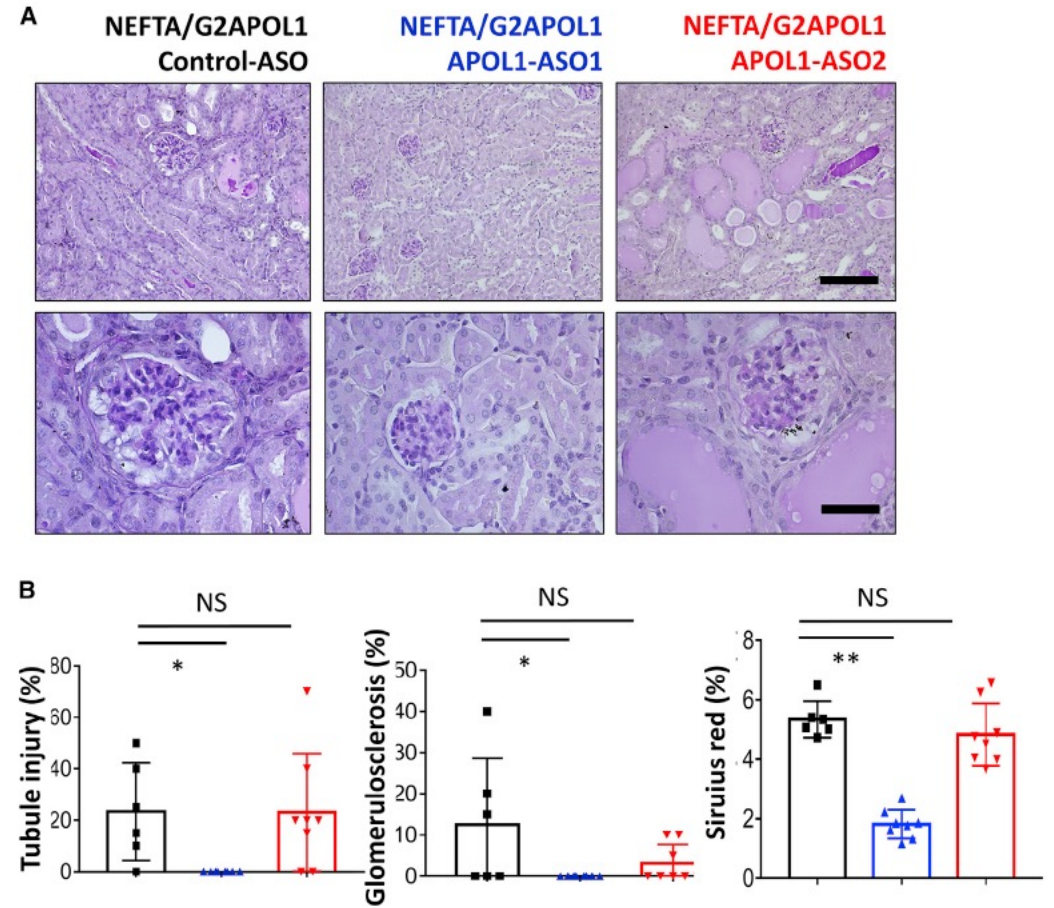 A
NEFTA/G2APOL1
Control-ASO
NEFTA/G2APOL1
APOL1-ASO1
NEFTA/G2APOL1
APOL1-ASO2
B
NS
*
Tubule injury (%)
80
60
40
20
0
NS
*
Glomerulosclerosis (%)
50
40
30
20
10
0
NS
**
Siruius red (%)
8
6
4
2
0